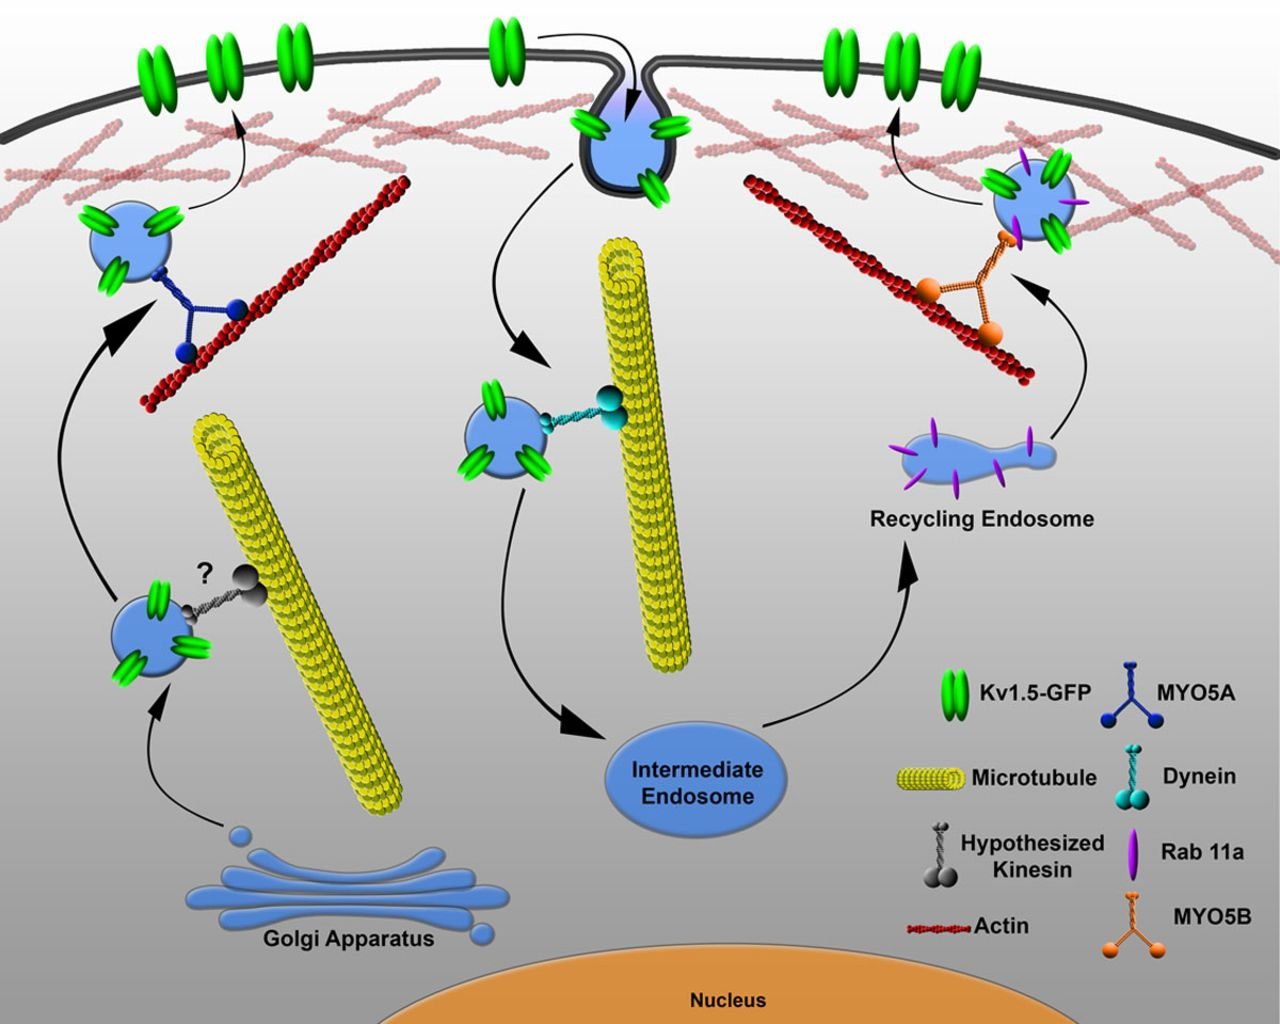 ?
Recycling Endosome
Kv1.5-GFP
MYO5A
Microtubule
Dynein
Hypothesized
Kinesin
Rab 11a
Actin
MYO5B
Intermediate
Endosome
Golgi Apparatus
Nucleus